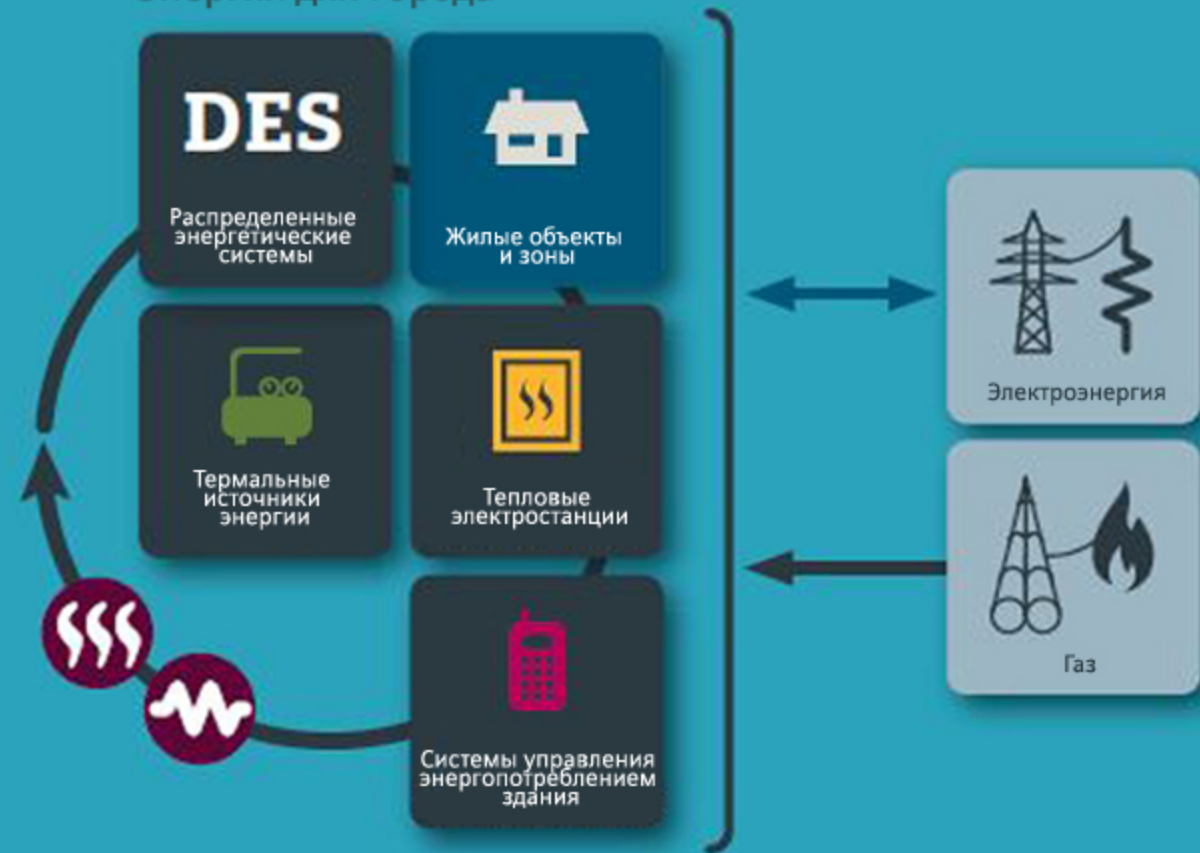 DES
Распределенные
энергетические
системы
Жилые объекты
и зоны
Термальные
источники
энергии
Тепловые
электростанции
Системы управления
энергопотреблением
здания
Электроэнергия
Газ